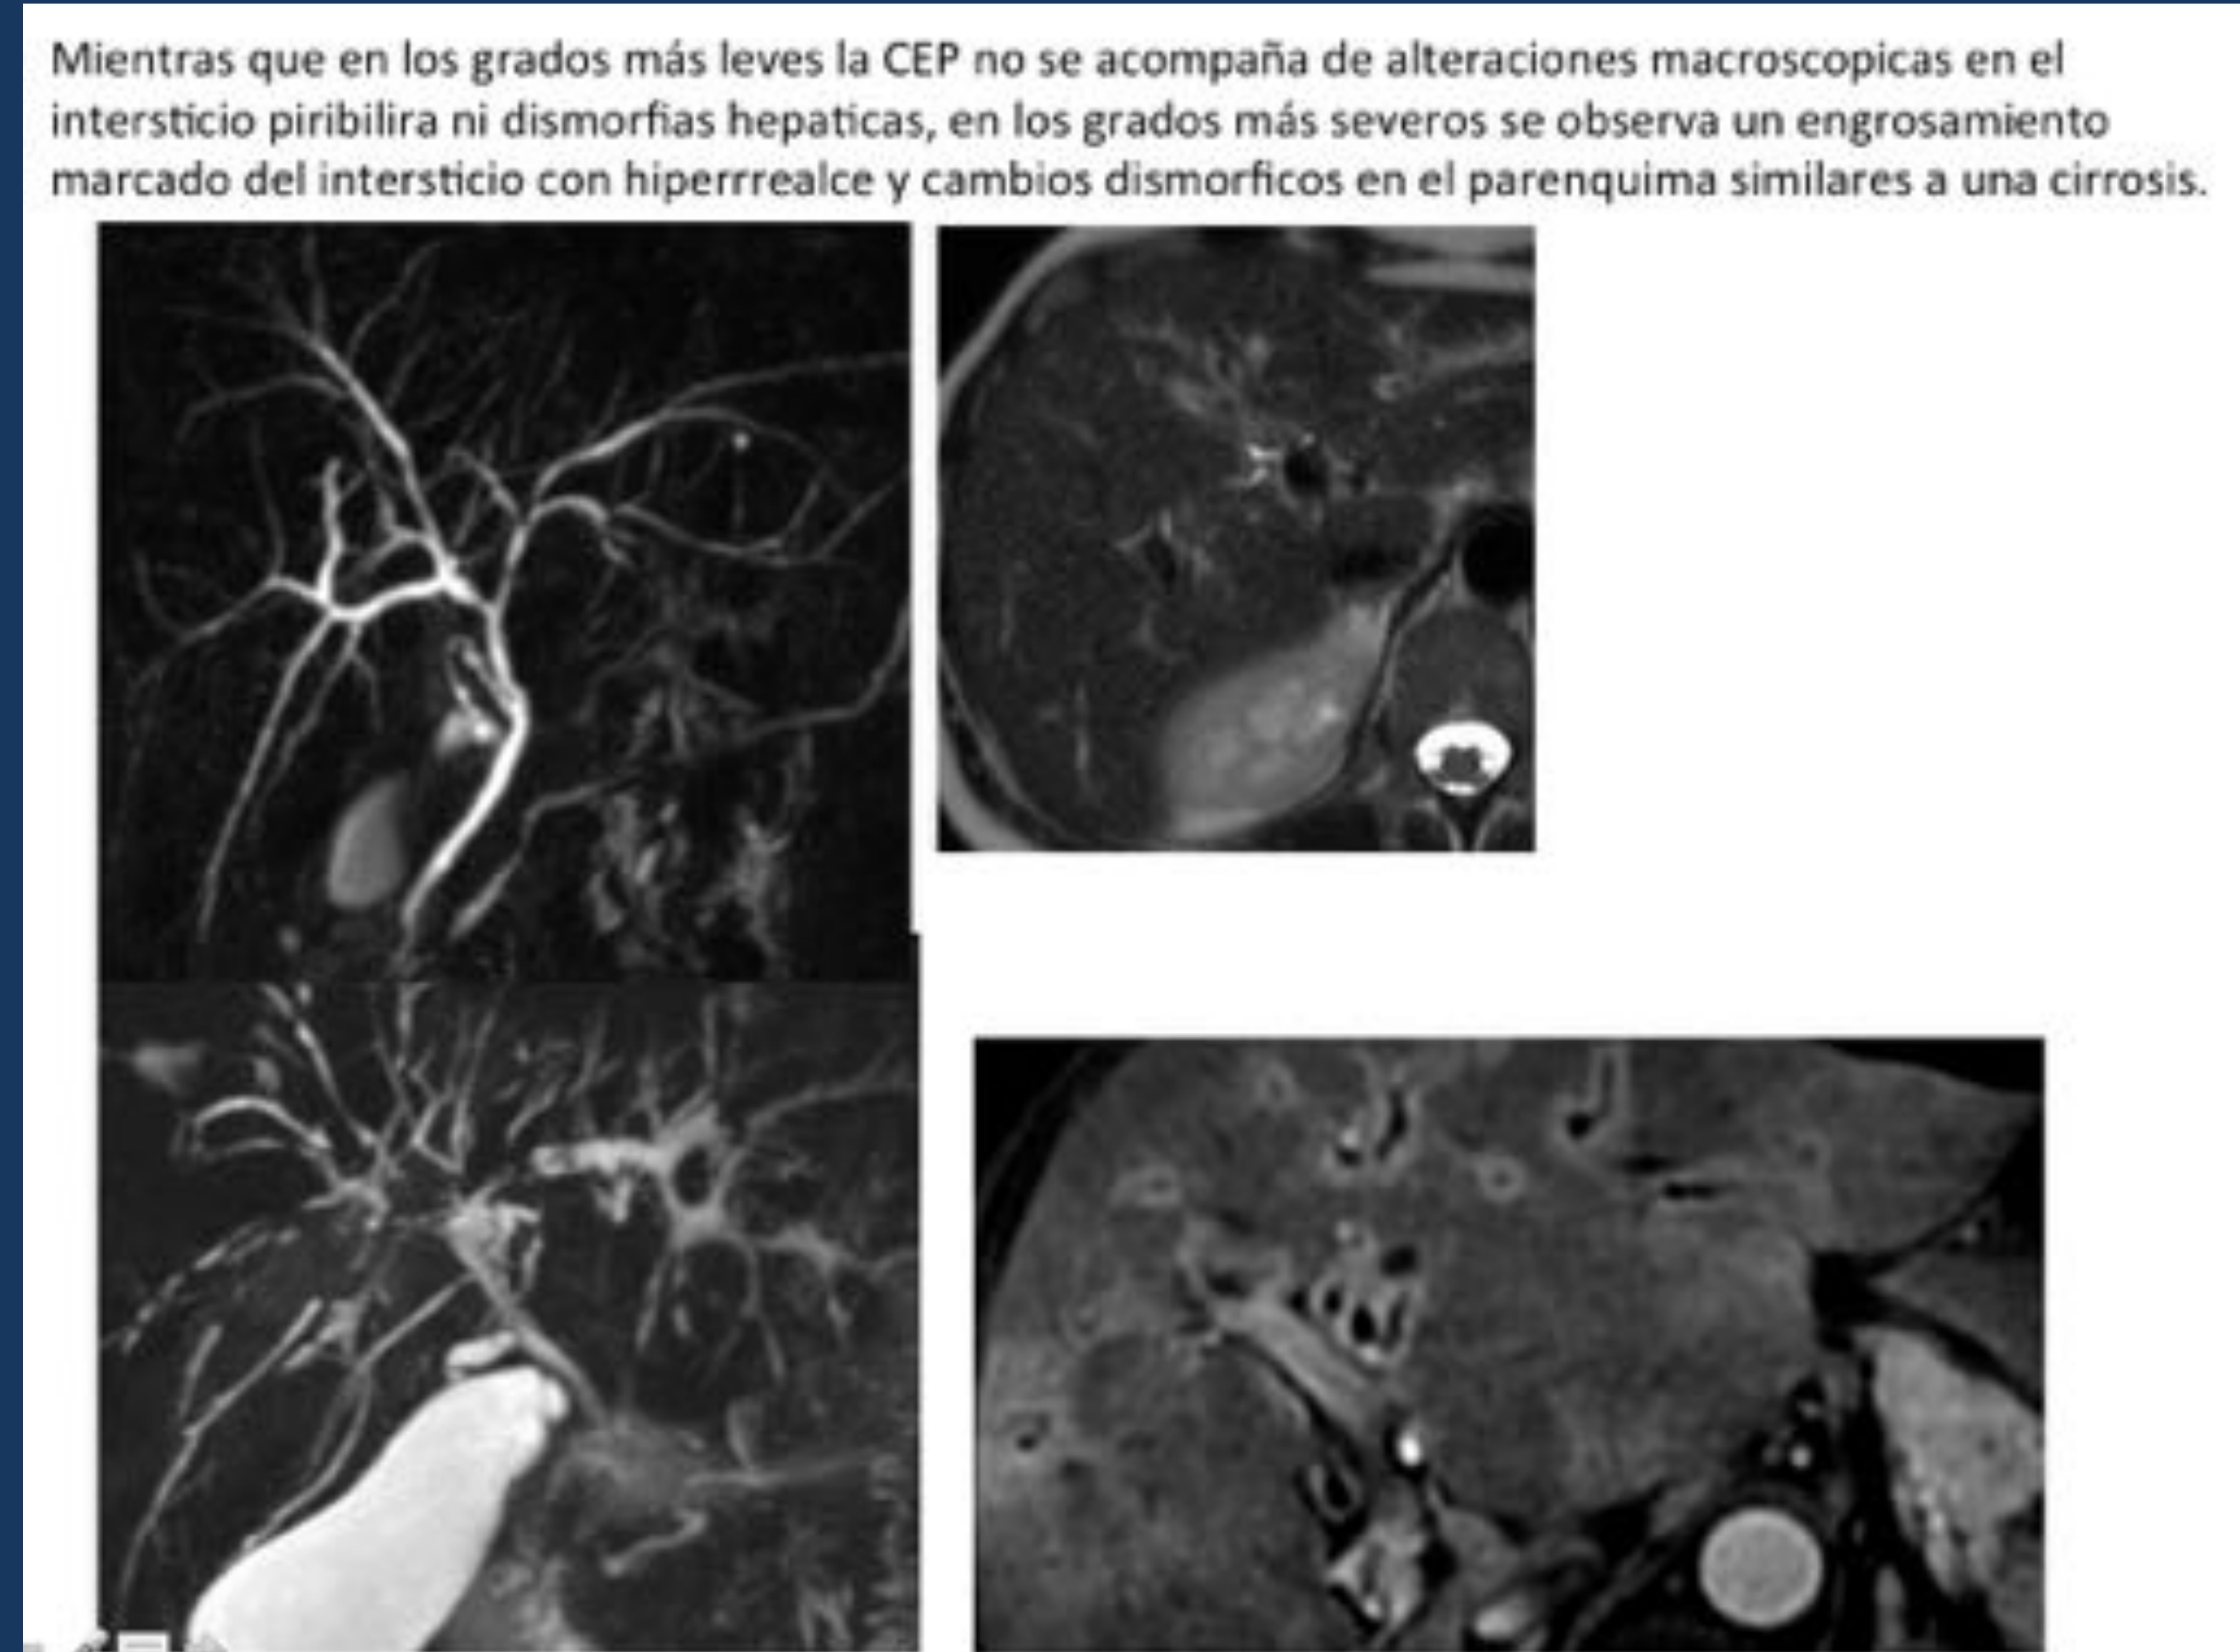 Mientras que en los grados más leves la CEP no se acompaña de alteraciones macroscopicas en el
intersticio piribilira ni dismorfias hepaticas, en los grados más severos se observa un engrosamiento
marcado del intersticio con hiperrrealce y cambios dismorficos en el parenquima similares a una cirrosis.